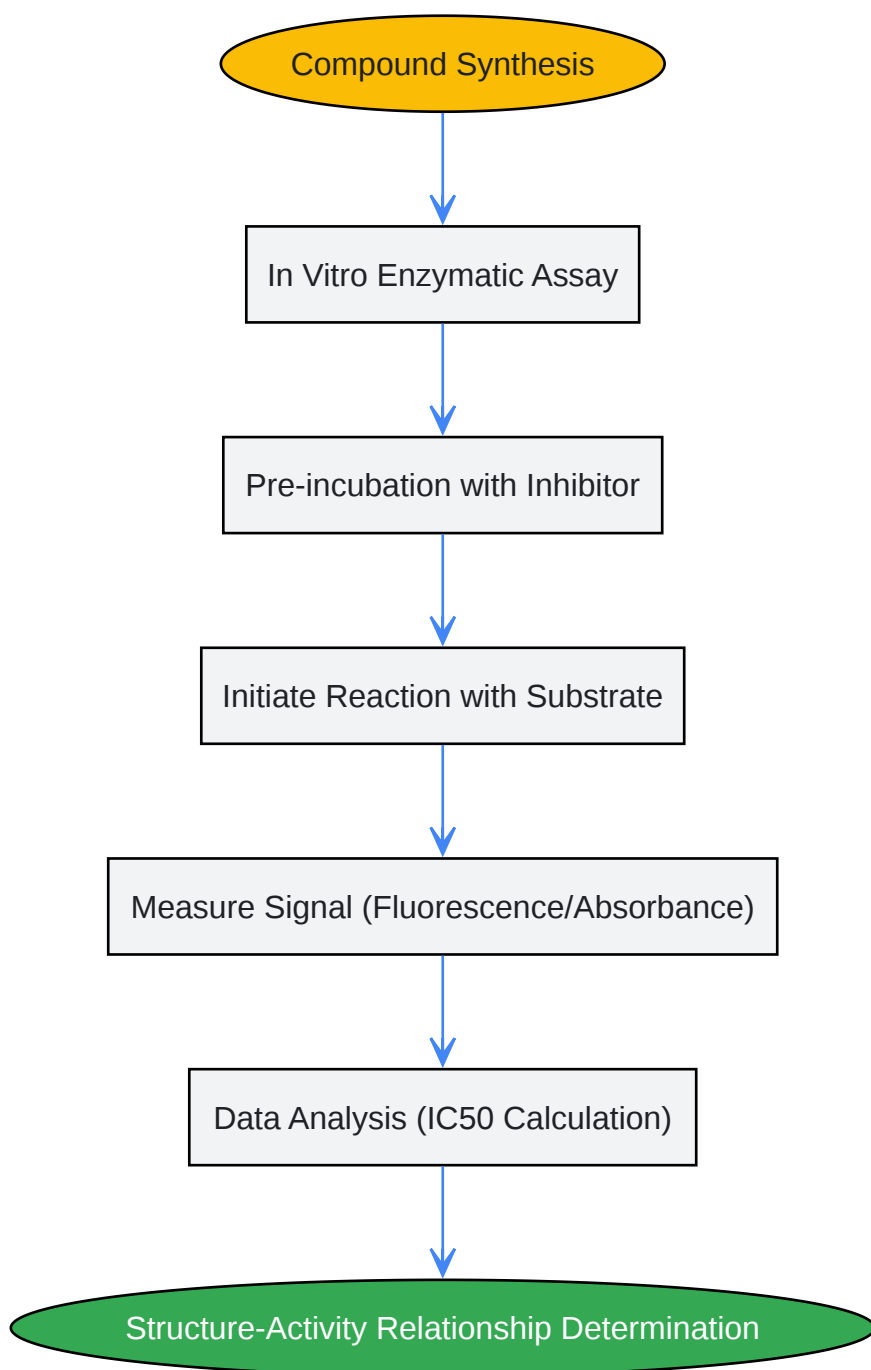 Compound Synthesis
In Vitro Enzymatic Assay
Pre-incubation with Inhibitor
Initiate Reaction with Substrate
Measure Signal (Fluorescence/Absorbance)
Data Analysis (IC50 Calculation)
Structure-Activity Relationship Determination